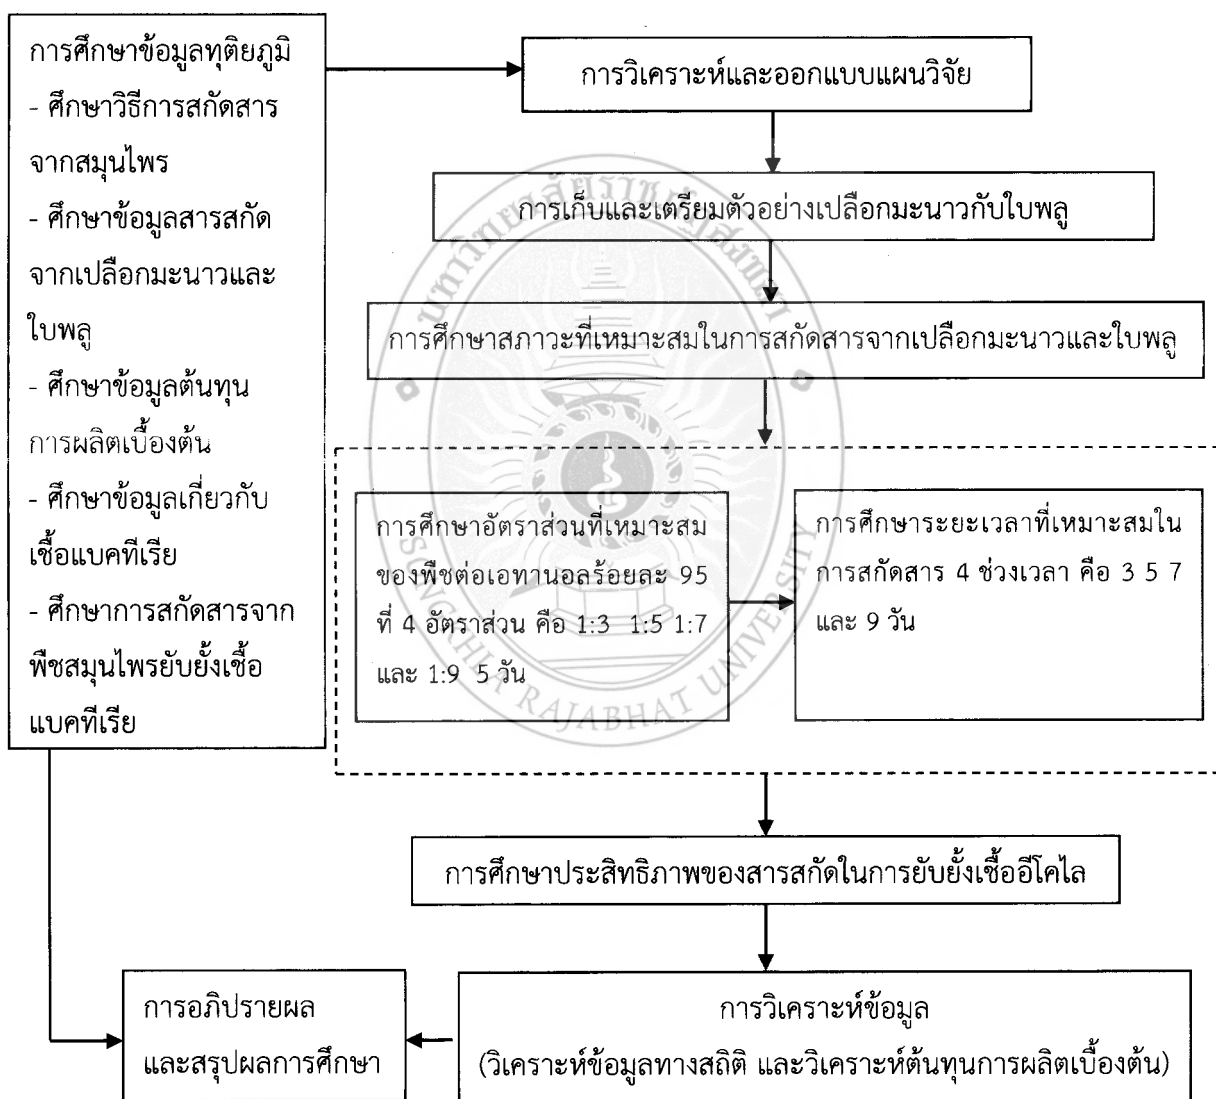 การศึกษาข้อมูลทุติยภูมิ
- ศึกษาวิธีการสกัดสาร
จากสมุนไพร
- ศึกษาข้อมูลสารสกัด
จากเปลือกมะนาวและ
ใบพลู
- ศึกษาข้อมูลต้นทุน
การผลิตเบื้องต้น
- ศึกษาข้อมูลเกี่ยวกับ
เชื้อแบคทีเรีย
- ศึกษาการสกัดสารจาก
พืชสมุนไพรยับยั้งเชื้อ
แบคทีเรีย
การวิเคราะห์และออกแบบแผนวิจัย
การเก็บและเตรียมตัวอย่างเปลือกมะนาวกับใบพลู
การศึกษาสภาวะที่เหมาะสมในการสกัดสารจากเปลือกมะนาวและใบพลู
การศึกษาอัตราส่วนที่เหมาะสม
ของพืชต่อเอทานอลร้อยละ 95
ที่ 4 อัตราส่วน คือ 1:3 1:5 1:7
และ 1:9 5 วัน
การศึกษาระยะเวลาที่เหมาะสมใน
การสกัดสาร 4 ช่วงเวลา คือ 3 5 7
และ 9 วัน
การศึกษาประสิทธิภาพของสารสกัดในการยับยั้งเชื้ออีโคไล
การวิเคราะห์ข้อมูล
(วิเคราะห์ข้อมูลทางสถิติ และวิเคราะห์ต้นทุนการผลิตเบื้องต้น)
การอภิปรายผล
และสรุปผลการศึกษา
มหาวิทยาลัยราชภัฏสงขลา
SONGKHLA RAJABHAT UNIVERSITY